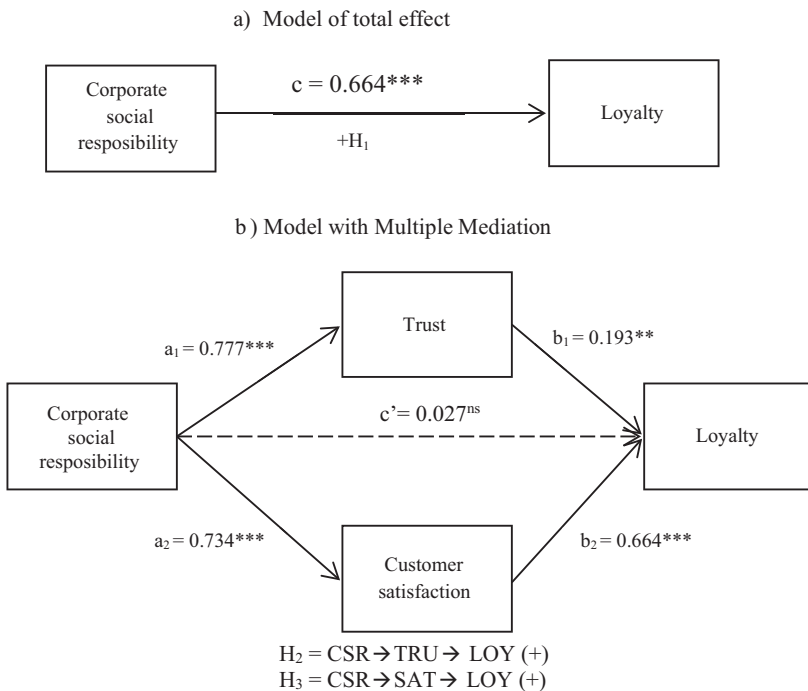 a) Model of total effect
Corporate
social
resposibility
c = 0.664***
+H₁
Loyalty
b ) Model with Multiple Mediation
Trust
a₁ = 0.777***
b₁ = 0.193**
Corporate
social
resposibility
c’= 0.027ⁿˢ
Loyalty
a₂ = 0.734***
b₂ = 0.664***
Customer
satisfaction
H₂ = CSR→TRU→ LOY (+)
H₃ = CSR→SAT→ LOY (+)